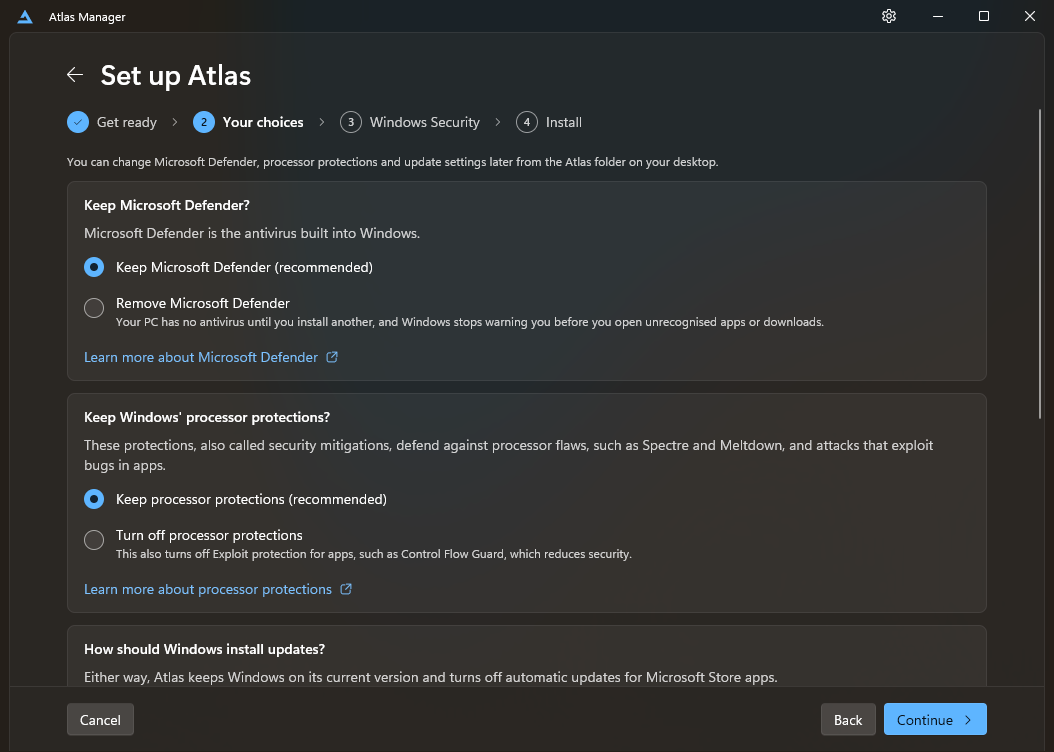 Atlas Manager
Set up Atlas
Get ready
2 Your choices
3 Windows Security
4 Install
You can change Microsoft Defender, processor protections and update settings later from the Atlas folder on your desktop.
Keep Microsoft Defender?
Microsoft Defender is the antivirus built into Windows.
Keep Microsoft Defender (recommended)
Remove Microsoft Defender
Your PC has no antivirus until you install another, and Windows stops warning you before you open unrecognised apps or downloads.
Learn more about Microsoft Defender
Keep Windows' processor protections?
These protections, also called security mitigations, defend against processor flaws, such as Spectre and Meltdown, and attacks that exploit
bugs in apps.
Keep processor protections (recommended)
Turn off processor protections
This also turns off Exploit protection for apps, such as Control Flow Guard, which reduces security.
Learn more about processor protections
How should Windows install updates?
Either way, Atlas keeps Windows on its current version and turns off automatic updates for Microsoft Store apps.
Cancel
Back
Continue